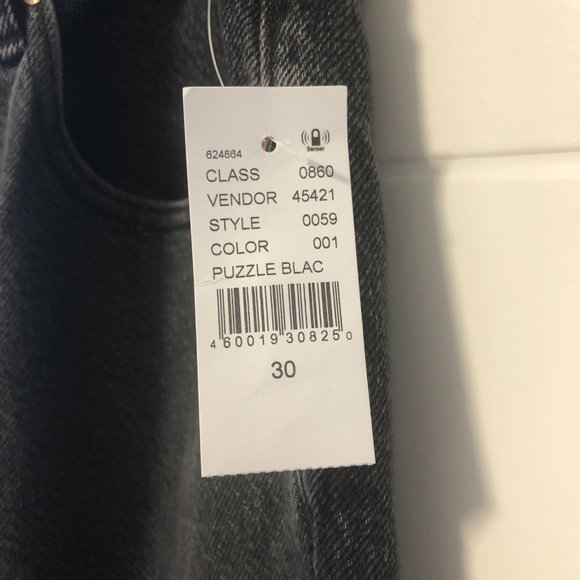 624864
Sensor
CLASS 0860
VENDOR 45421
STYLE 0059
COLOR 001
PUZZLE BLAC
4 60019 30825 0
30